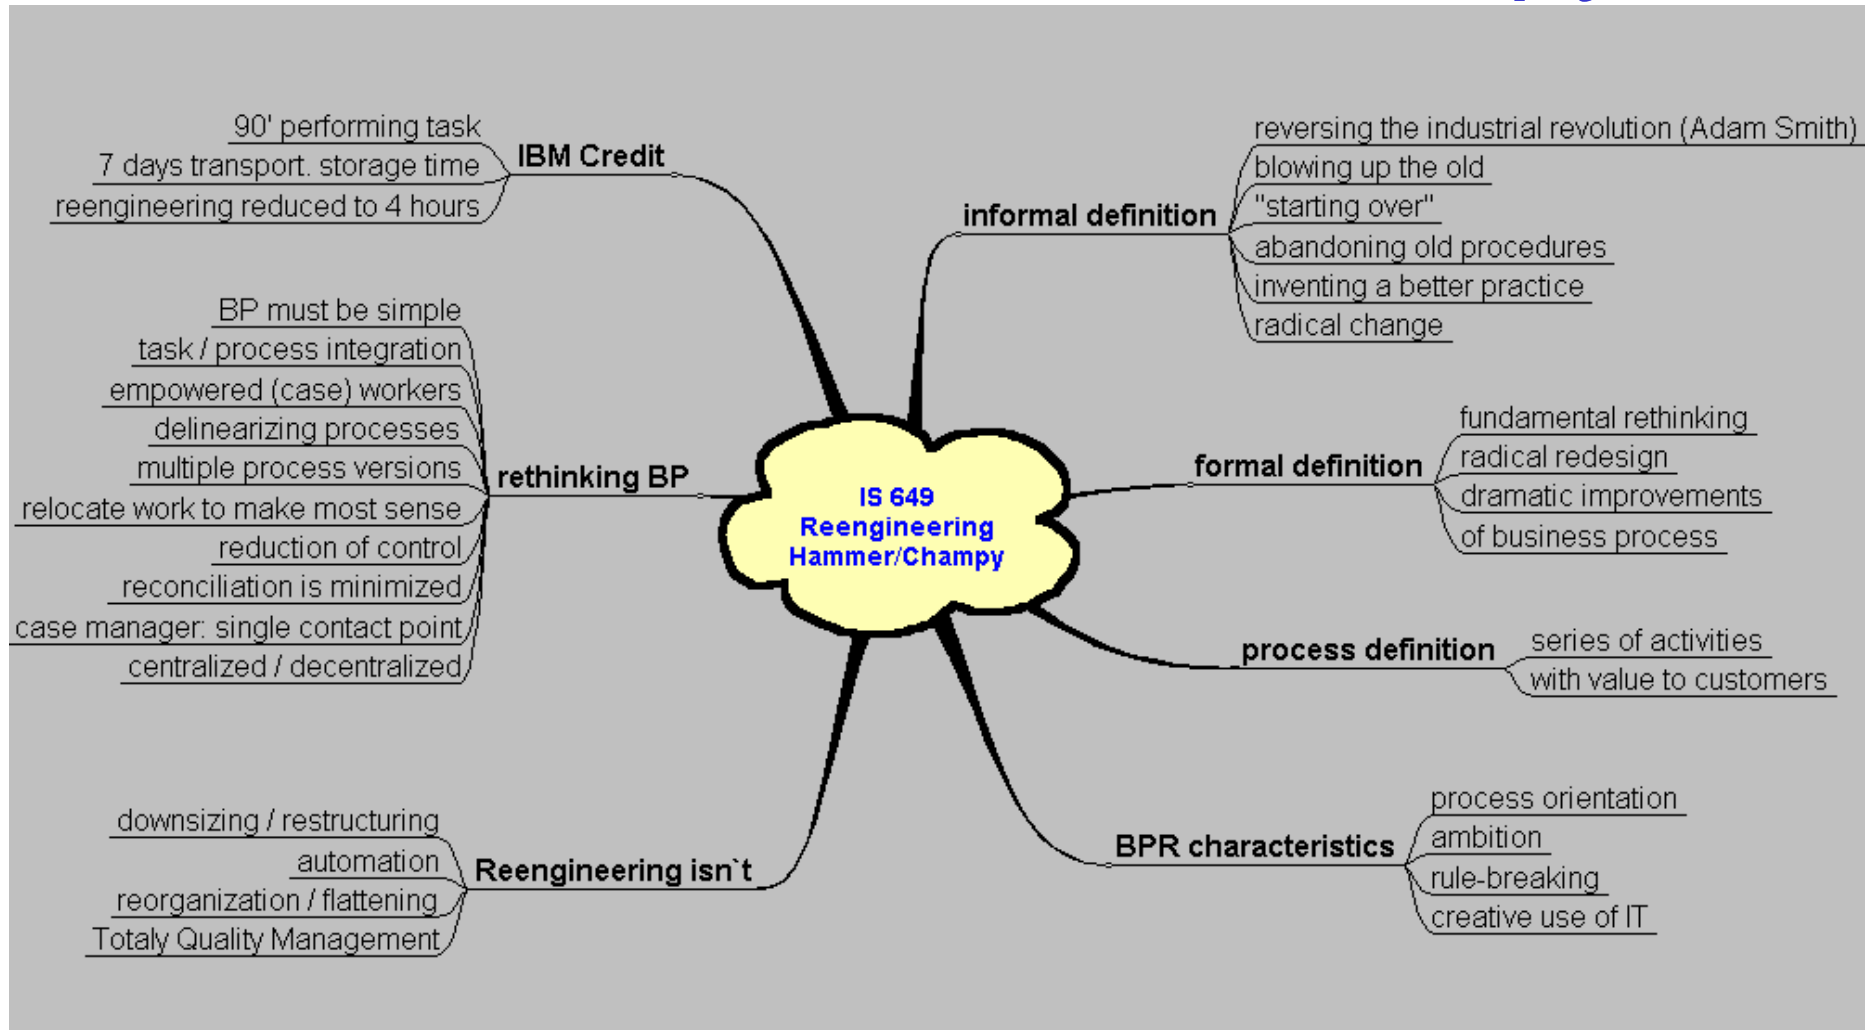 IS 649
Reengineering
Hammer/Champy
IBM Credit
90' performing task
7 days transport. storage time
reengineering reduced to 4 hours
rethinking BP
BP must be simple
task / process integration
empowered (case) workers
delinearizing processes
multiple process versions
relocate work to make most sense
reduction of control
reconciliation is minimized
case manager: single contact point
centralized / decentralized
Reengineering isn`t
downsizing / restructuring
automation
reorganization / flattening
Totaly Quality Management
informal definition
reversing the industrial revolution (Adam Smith)
blowing up the old
"starting over"
abandoning old procedures
inventing a better practice
radical change
formal definition
fundamental rethinking
radical redesign
dramatic improvements
of business process
process definition
series of activities
with value to customers
BPR characteristics
process orientation
ambition
rule-breaking
creative use of IT